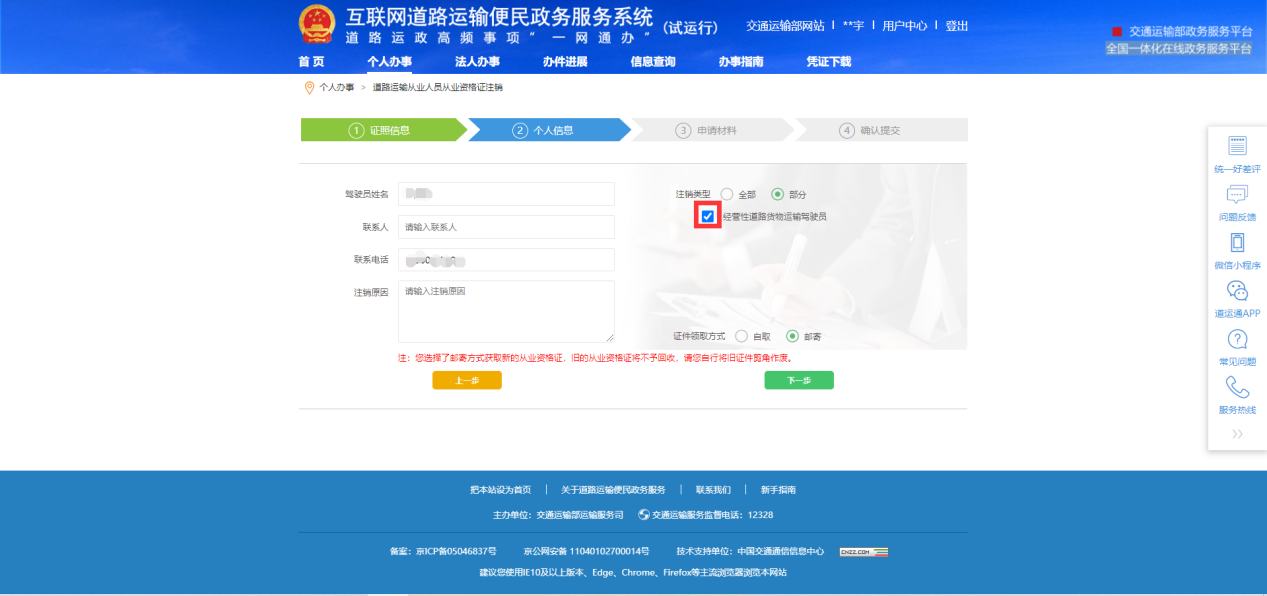 互联网道路运输便民政务服务系统
(试运行)
道路运政高频事项“一网通办”
交通运输部网站 | **宇 | 用户中心 | 登出
交通运输部政务服务平台
全国一体化在线政务服务平台
首页 个人办事 法人办事 办件进展 信息查询 办事指南 凭证下载
个人办事 > 道路运输从业人员从业资格证注销
1 证照信息 2 个人信息 3 申请材料 4 确认提交
驾驶员姓名
注销类型 全部 部分
经营性道路货物运输驾驶员
联系人 请输入联系人
联系电话
注销原因 请输入注销原因
证件领取方式 自取 邮寄
注：您选择了邮寄方式获取新的从业资格证，旧的从业资格证将不予回收，请您自行将旧证件剪角作废。
上一步 下一步
统一好差评
问题反馈
微信小程序
道运通APP
常见问题
服务热线
把本站设为首页 | 关于道路运输便民政务服务 | 联系我们 | 新手指南
主办单位：交通运输部运输服务司 交通运输服务监督电话：12328
备案：京ICP备05046837号 京公网安备 11040102700014号 技术支持单位：中国交通通信信息中心 CNZZ.COM
建议您使用IE10及以上版本、Edge、Chrome、Firefox等主流浏览器浏览本网站